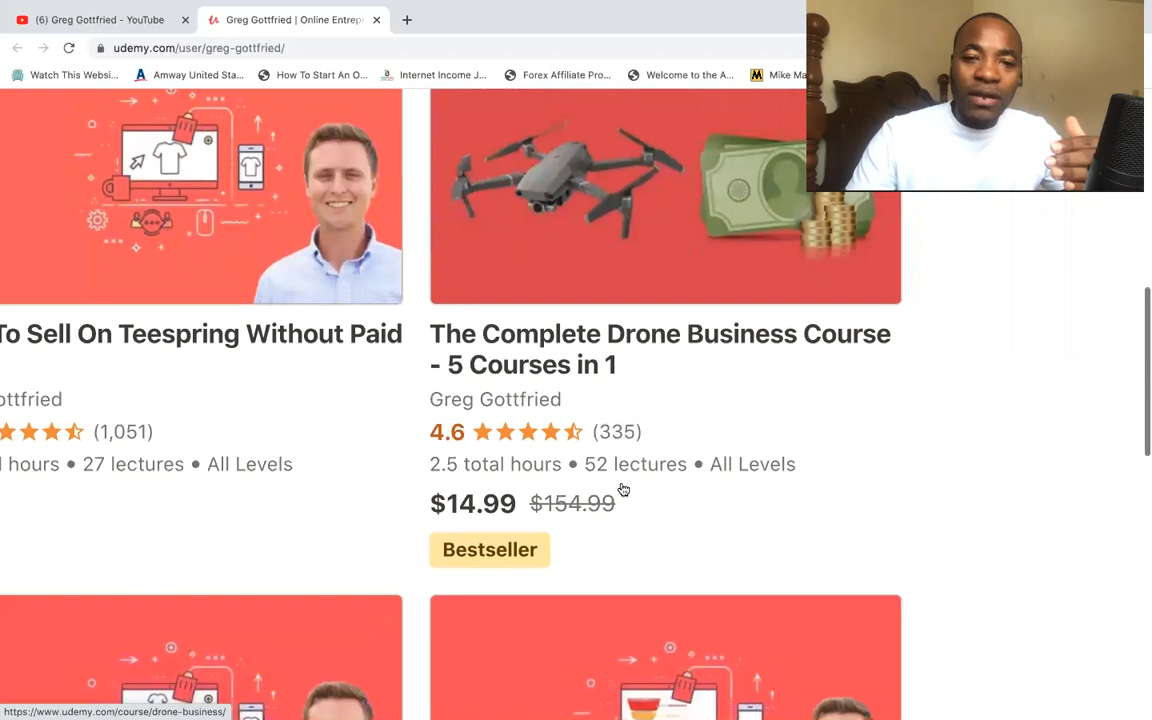 (6) Greg Gottfried - YouTube
Greg Gottfried | Online Entrep
udemy.com/user/greg-gottfried/
Watch This Websi...
Amway United Sta...
How To Start An O...
Internet Income J...
Forex Affiliate Pro...
Welcome to the A...
Mike Ma
To Sell On Teespring Without Paid
The Complete Drone Business Course
- 5 Courses in 1
ottfried
Greg Gottfried
(1,051)
4.6 (335)
hours • 27 lectures • All Levels
2.5 total hours • 52 lectures • All Levels
$14.99 $154.99
Bestseller
https://www.udemy.com/course/drone-business/